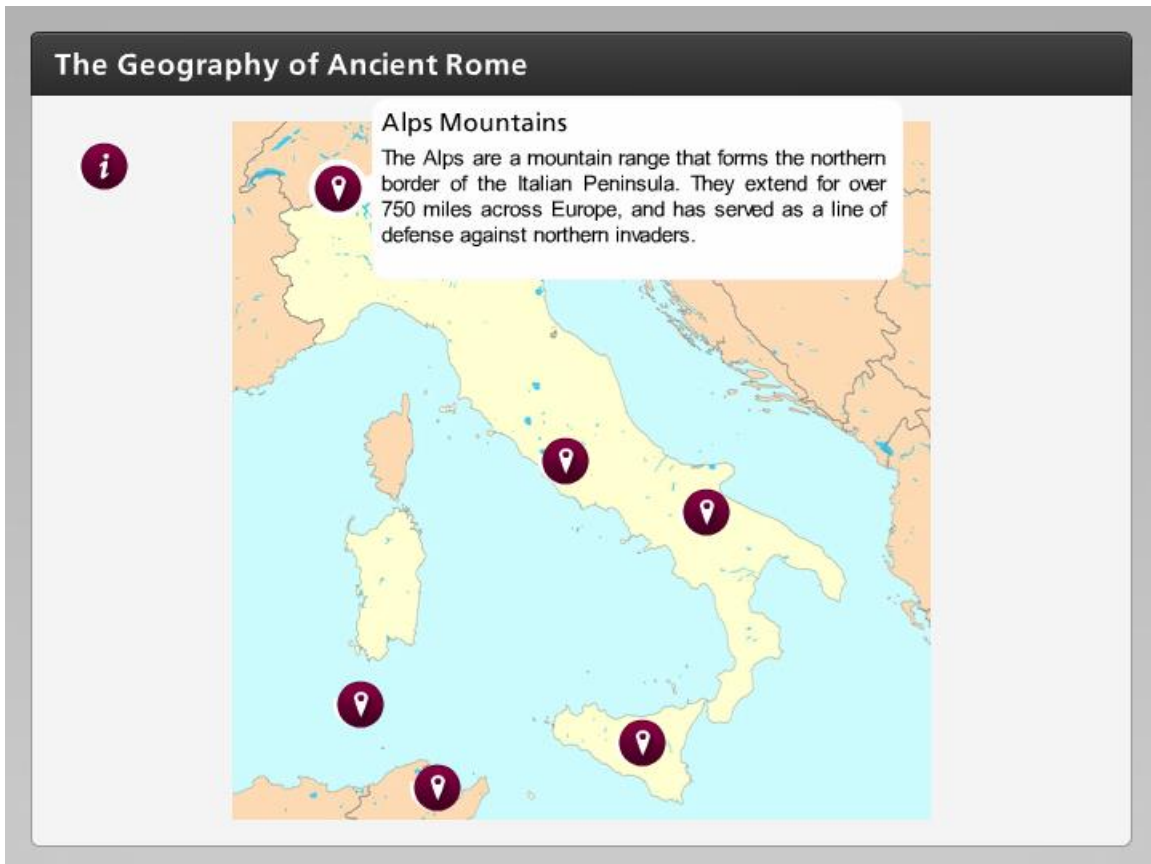 The Geography of Ancient Rome
i
Alps Mountains
The Alps are a mountain range that forms the northern
border of the Italian Peninsula. They extend for over
750 miles across Europe, and has served as a line of
defense against northern invaders.